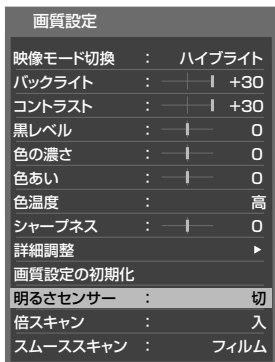 画質設定
映像モード切換 : ハイブライト
バックライト : +30
コントラスト : +30
黒レベル : 0
色の濃さ : 0
色あい : 0
色温度 : 高
シャープネス : 0
詳細調整
画質設定の初期化
明るさセンサー : 切
倍スキャン : 入
スムーススキャン : フィルム